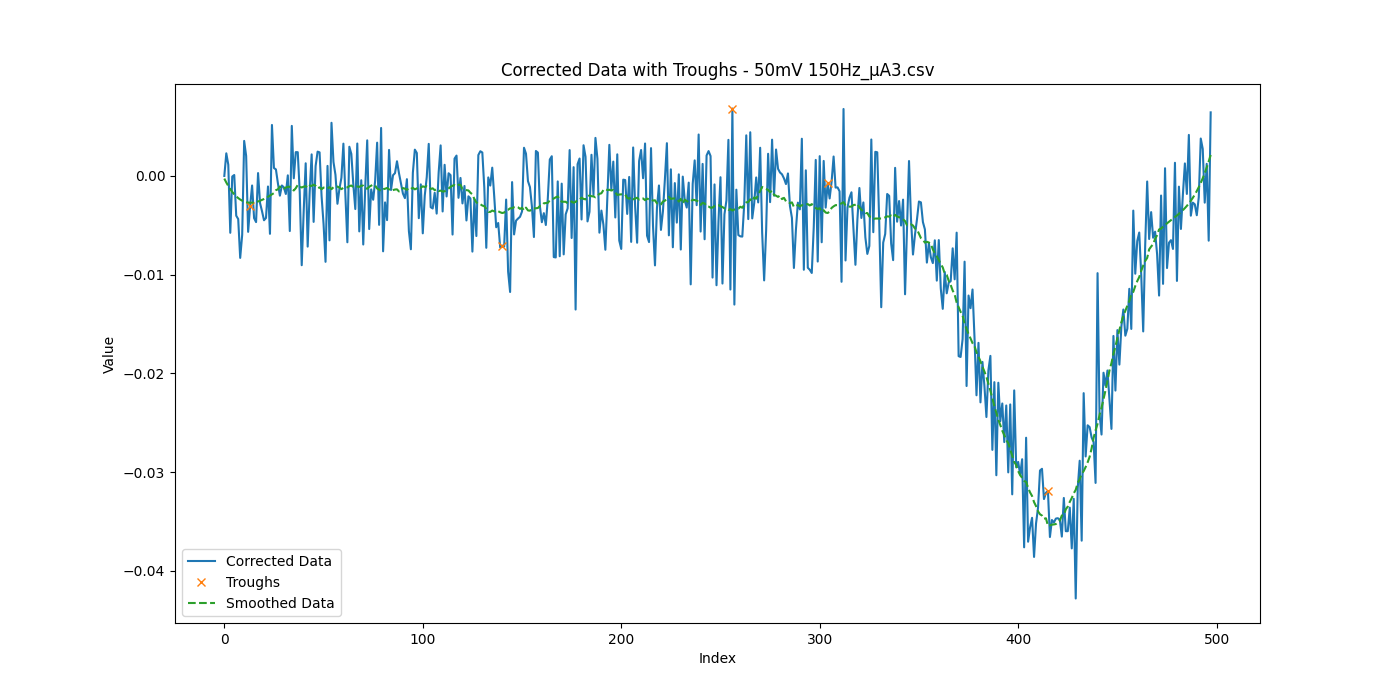 Corrected Data with Troughs - 50mV 150Hz_μA3.csv
0.00
−0.01
−0.02
−0.03
−0.04
Value
Corrected Data
Troughs
Smoothed Data
0 100 200 300 400 500
Index